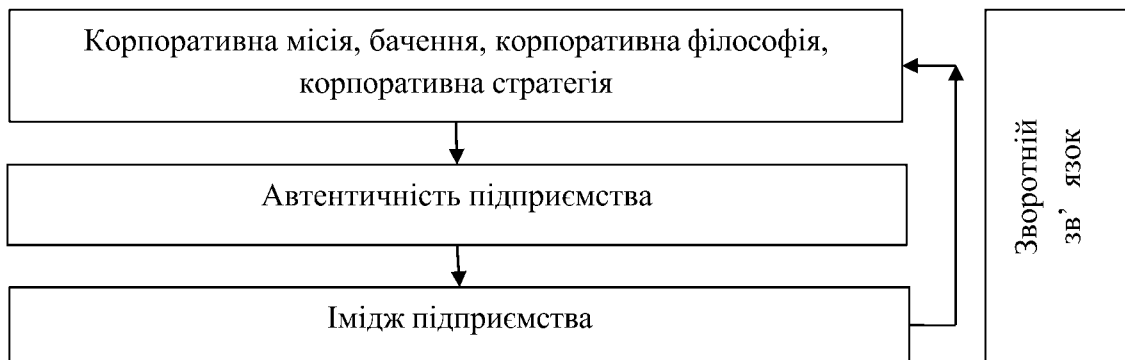 Корпоративна місія, бачення, корпоративна філософія,
корпоративна стратегія
Автентичність підприємства
Імідж підприємства
Зворотній
зв’ язок